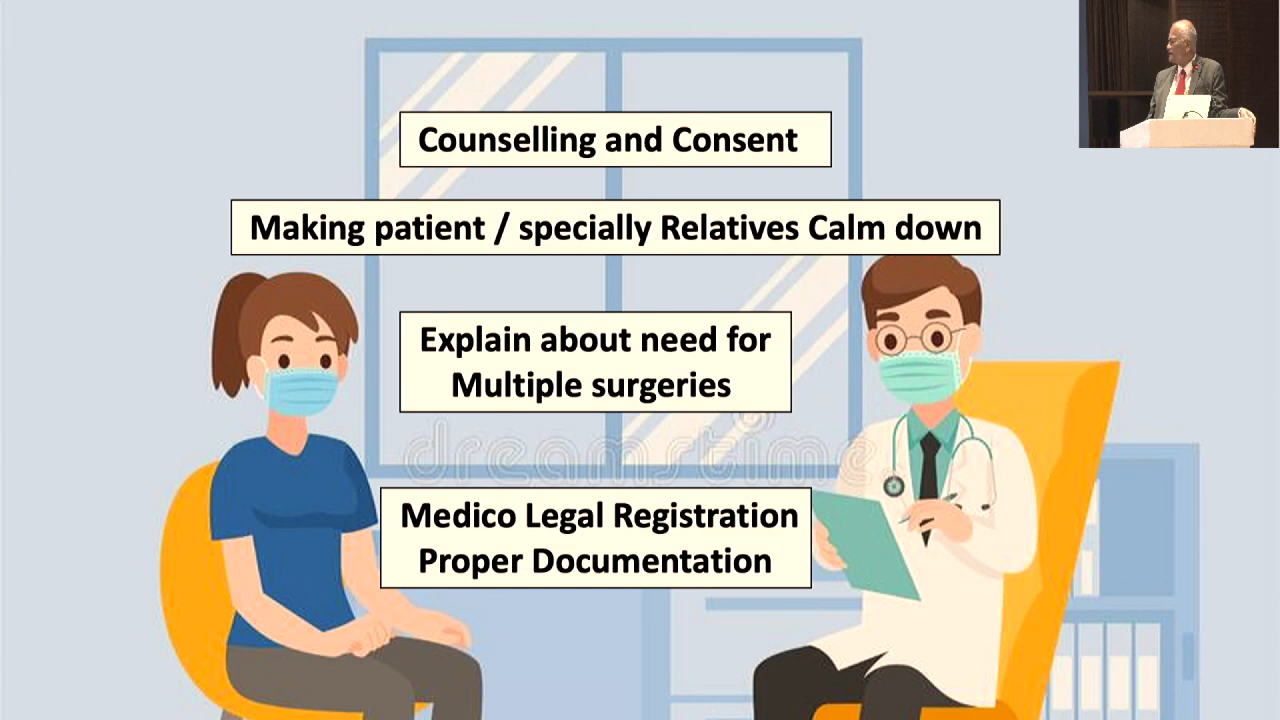 Counselling and Consent
Making patient / specially Relatives Calm down
Explain about need for
Multiple surgeries
dreamstime
Medico Legal Registration
Proper Documentation